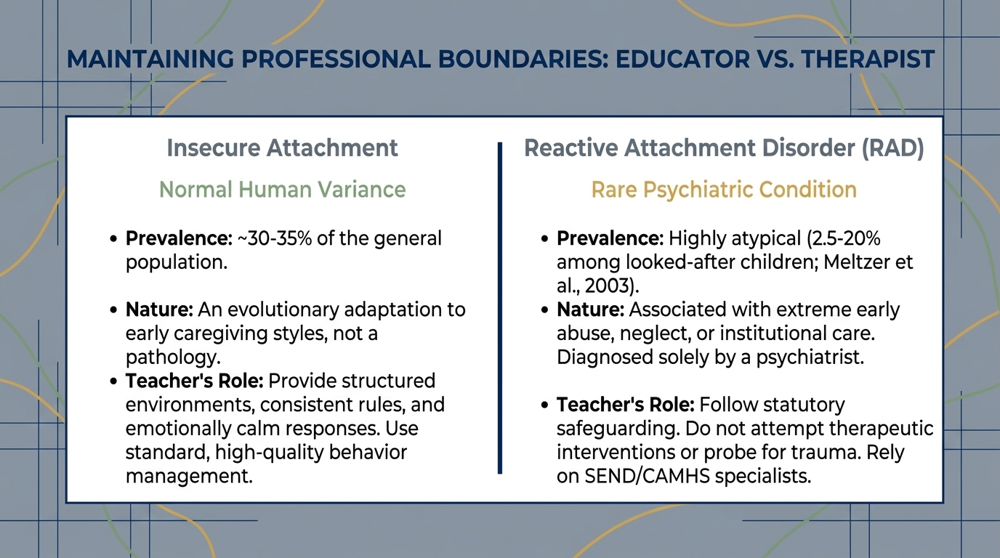 MAINTAINING PROFESSIONAL BOUNDARIES: EDUCATOR VS. THERAPIST
Insecure Attachment
Normal Human Variance
• Prevalence: ~30-35% of the general
population.
• Nature: An evolutionary adaptation to
early caregiving styles, not a
pathology.
• Teacher's Role: Provide structured
environments, consistent rules, and
emotionally calm responses. Use
standard, high-quality behavior
management.
Reactive Attachment Disorder (RAD)
Rare Psychiatric Condition
• Prevalence: Highly atypical (2.5-20%
among looked-after children; Meltzer et
al., 2003).
• Nature: Associated with extreme early
abuse, neglect, or institutional care.
Diagnosed solely by a psychiatrist.
• Teacher's Role: Follow statutory
safeguarding. Do not attempt therapeutic
interventions or probe for trauma. Rely
on SEND/CAMHS specialists.